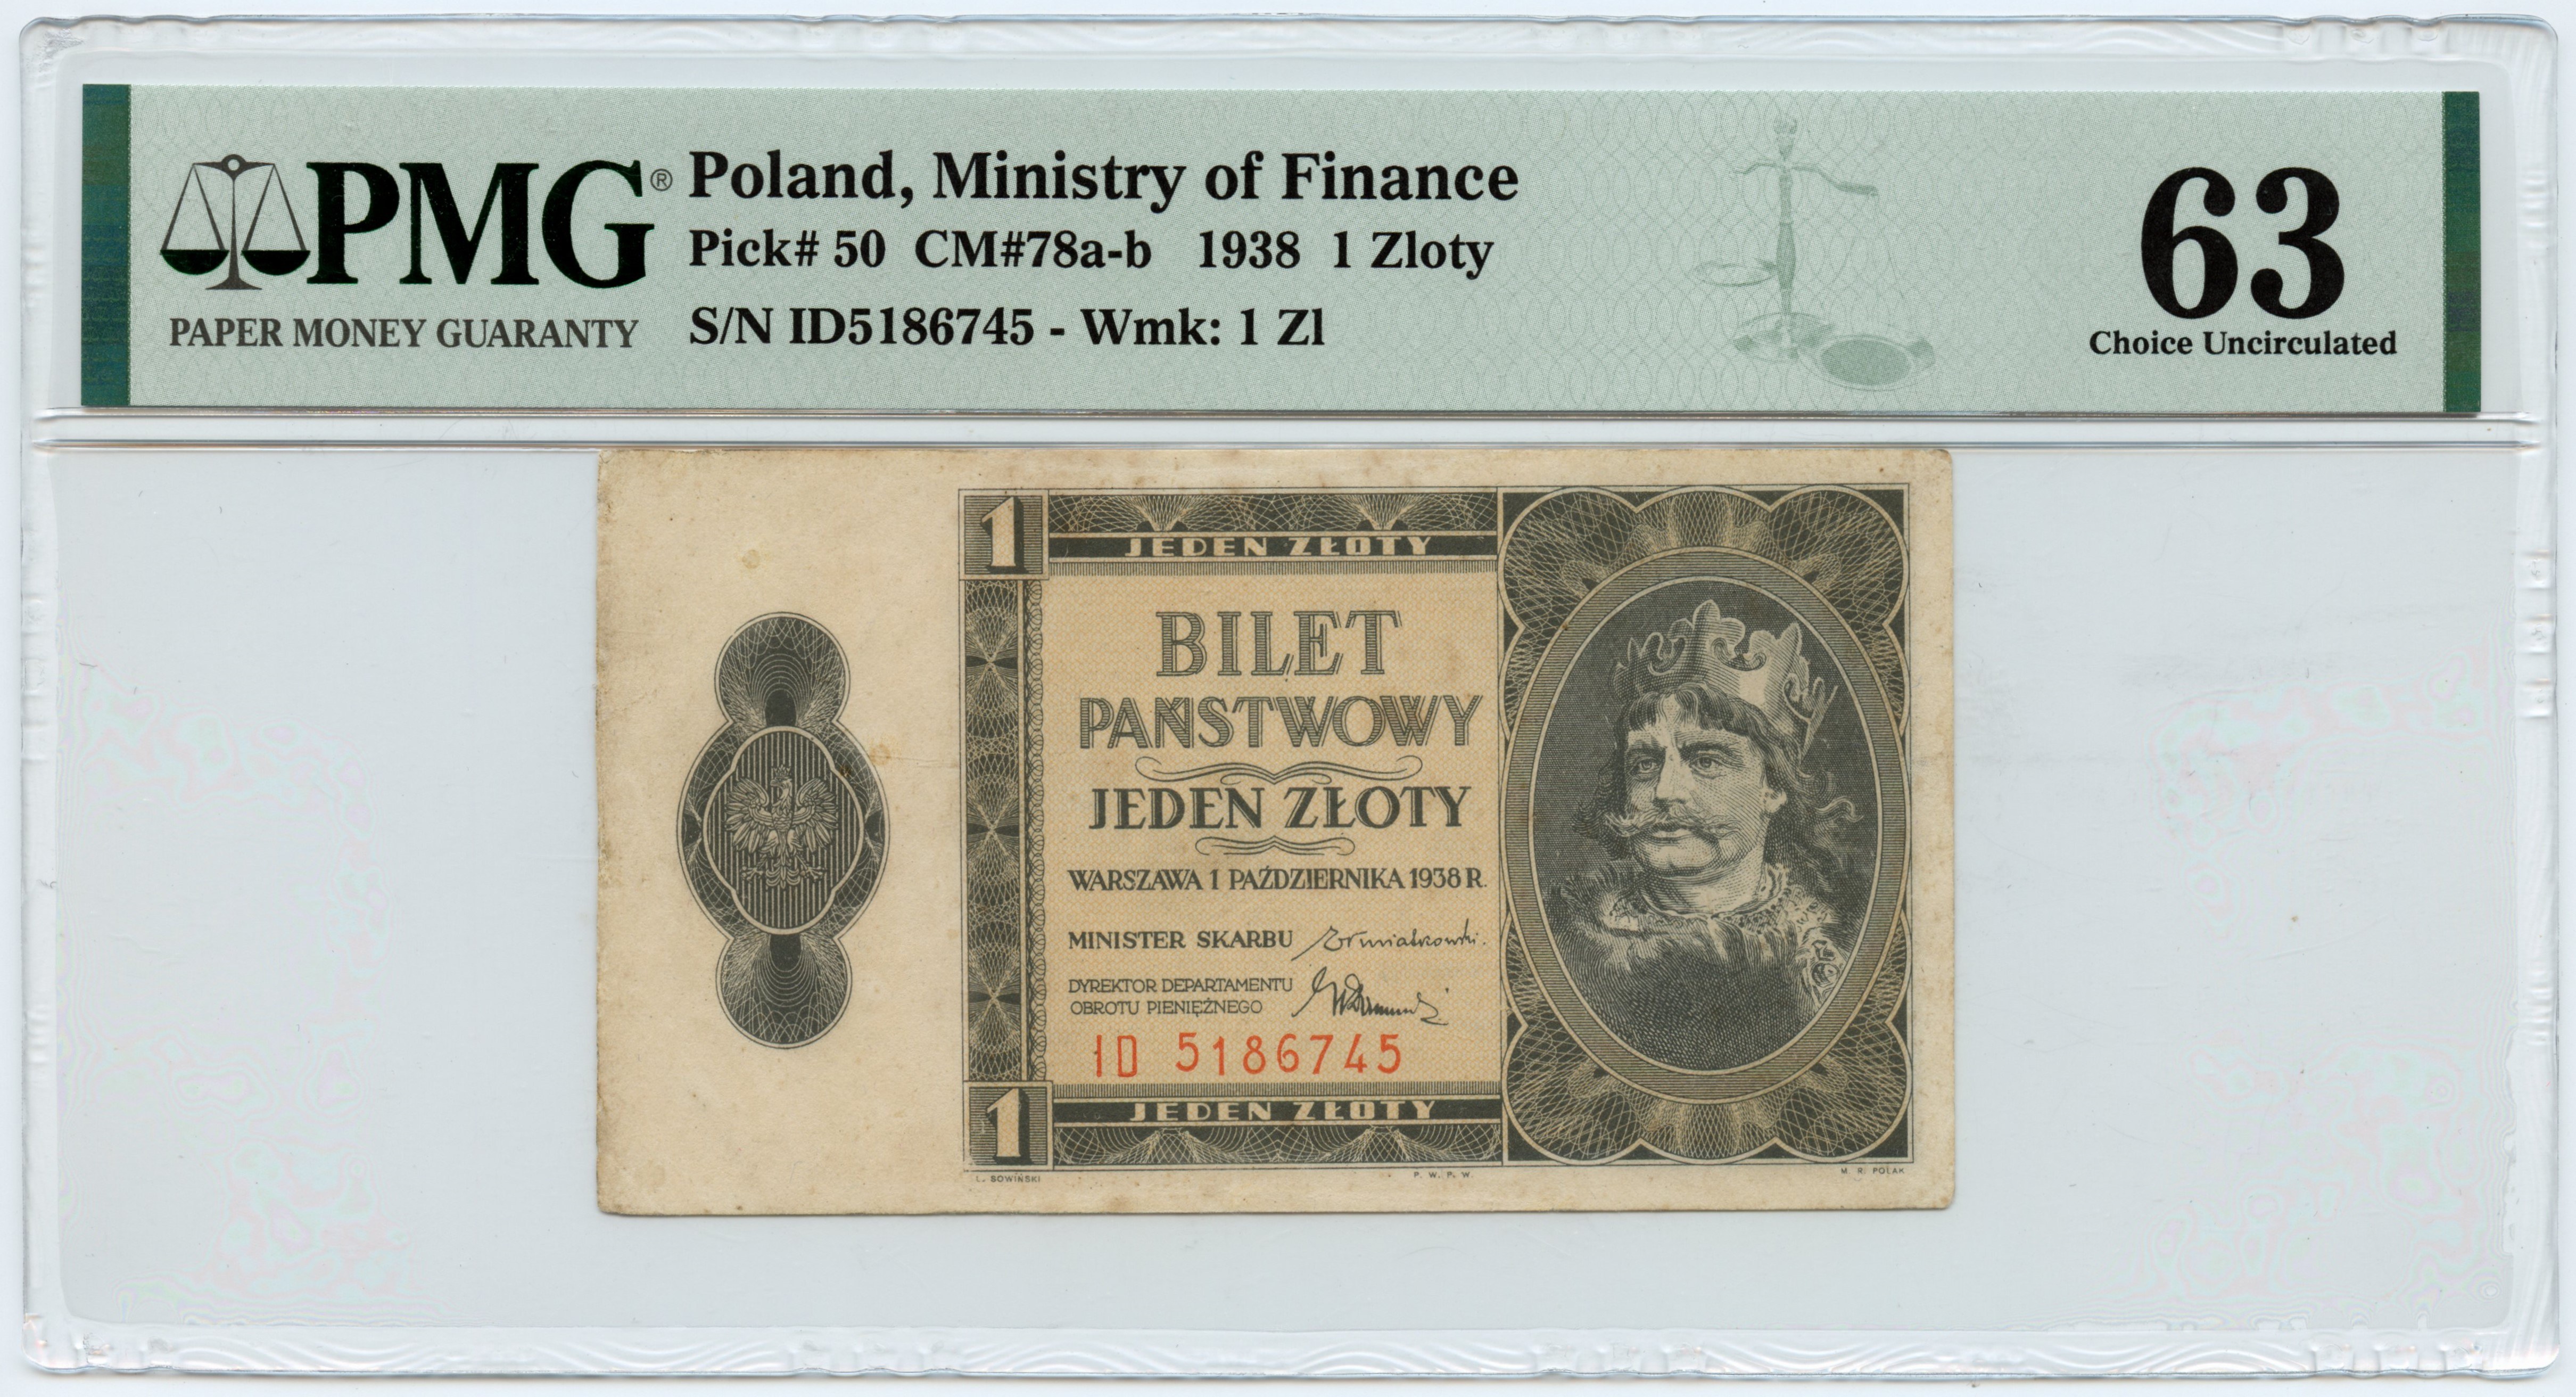 PMG®
PAPER MONEY GUARANTY
Poland, Ministry of Finance
Pick# 50 CM#78a-b 1938 1 Zloty
S/N ID5186745 - Wmk: 1 Zl
63
Choice Uncirculated
1
JEDEN ZŁOTY
BILET
PAŃSTWOWY
JEDEN ZŁOTY
WARSZAWA 1 PAŹDZIERNIKA 1938 R.
MINISTER SKARBU
DYREKTOR DEPARTAMENTU
OBROTU PIENIĘŻNEGO
ID 5186745
1
JEDEN ZŁOTY
L. SOWIŃSKI
P. W. P. W.
M. R. POLAK